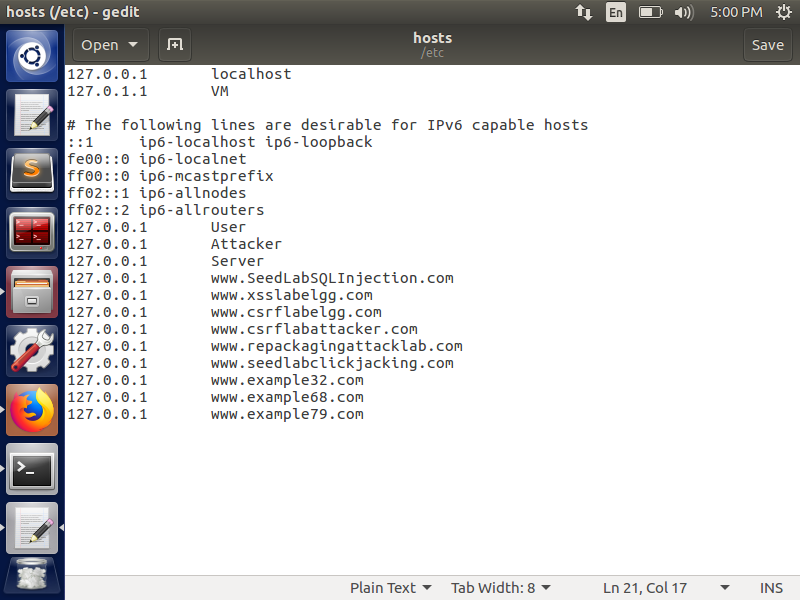 hosts (/etc) - gedit
En
5:00 PM
Open
hosts
/etc
Save
127.0.0.1 localhost
127.0.1.1 VM
# The following lines are desirable for IPv6 capable hosts
::1 ip6-localhost ip6-loopback
fe00::0 ip6-localnet
ff00::0 ip6-mcastprefix
ff02::1 ip6-allnodes
ff02::2 ip6-allrouters
127.0.0.1 User
127.0.0.1 Attacker
127.0.0.1 Server
127.0.0.1 www.SeedLabSQLInjection.com
127.0.0.1 www.xsslabelgg.com
127.0.0.1 www.csrflabelgg.com
127.0.0.1 www.csrflabattacker.com
127.0.0.1 www.repackagingattacklab.com
127.0.0.1 www.seedlabclickjacking.com
127.0.0.1 www.example32.com
127.0.0.1 www.example68.com
127.0.0.1 www.example79.com
Plain Text Tab Width: 8 Ln 21, Col 17 INS